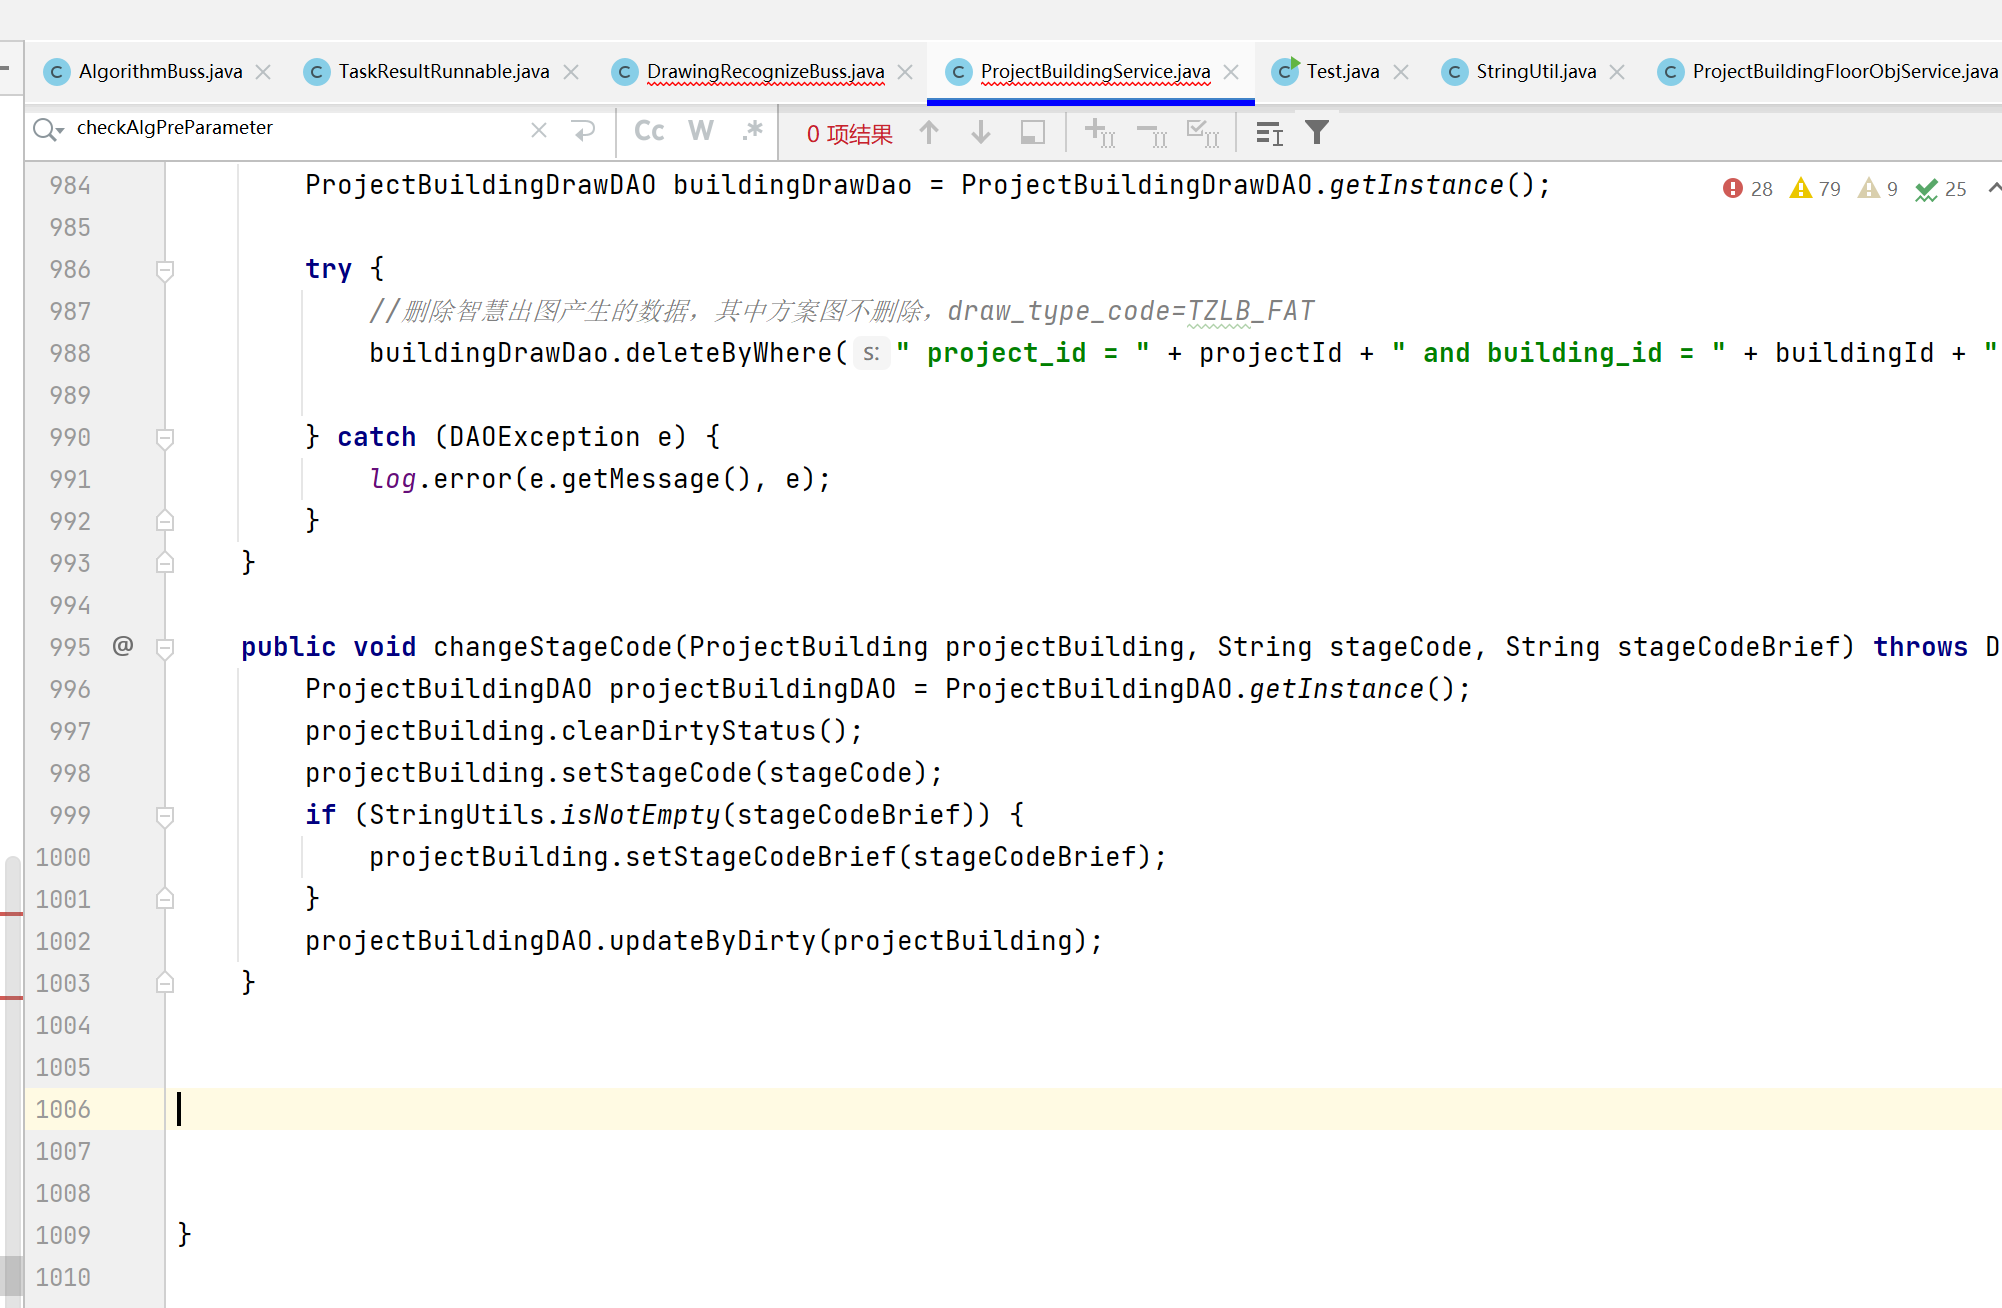 AlgorithmBuss.java TaskResultRunnable.java DrawingRecognizeBuss.java ProjectBuildingService.java Test.java StringUtil.java ProjectBuildingFloorObjService.java
checkAlgPreParameter Cc W .* 0 项结果
984 ProjectBuildingDrawDAO buildingDrawDao = ProjectBuildingDrawDAO.getInstance(); 28 79 9 25
985
986 try {
987 //删除智慧出图产生的数据，其中方案图不删除，draw_type_code=TZLB_FAT
988 buildingDrawDao.deleteByWhere( s: " project_id = " + projectId + " and building_id = " + buildingId + "
989
990 } catch (DAOException e) {
991 log.error(e.getMessage(), e);
992 }
993 }
994
995 @ public void changeStageCode(ProjectBuilding projectBuilding, String stageCode, String stageCodeBrief) throws D
996 ProjectBuildingDAO projectBuildingDAO = ProjectBuildingDAO.getInstance();
997 projectBuilding.clearDirtyStatus();
998 projectBuilding.setStageCode(stageCode);
999 if (StringUtils.isNotEmpty(stageCodeBrief)) {
1000 projectBuilding.setStageCodeBrief(stageCodeBrief);
1001 }
1002 projectBuildingDAO.updateByDirty(projectBuilding);
1003 }
1004
1005
1006
1007
1008
1009 }
1010